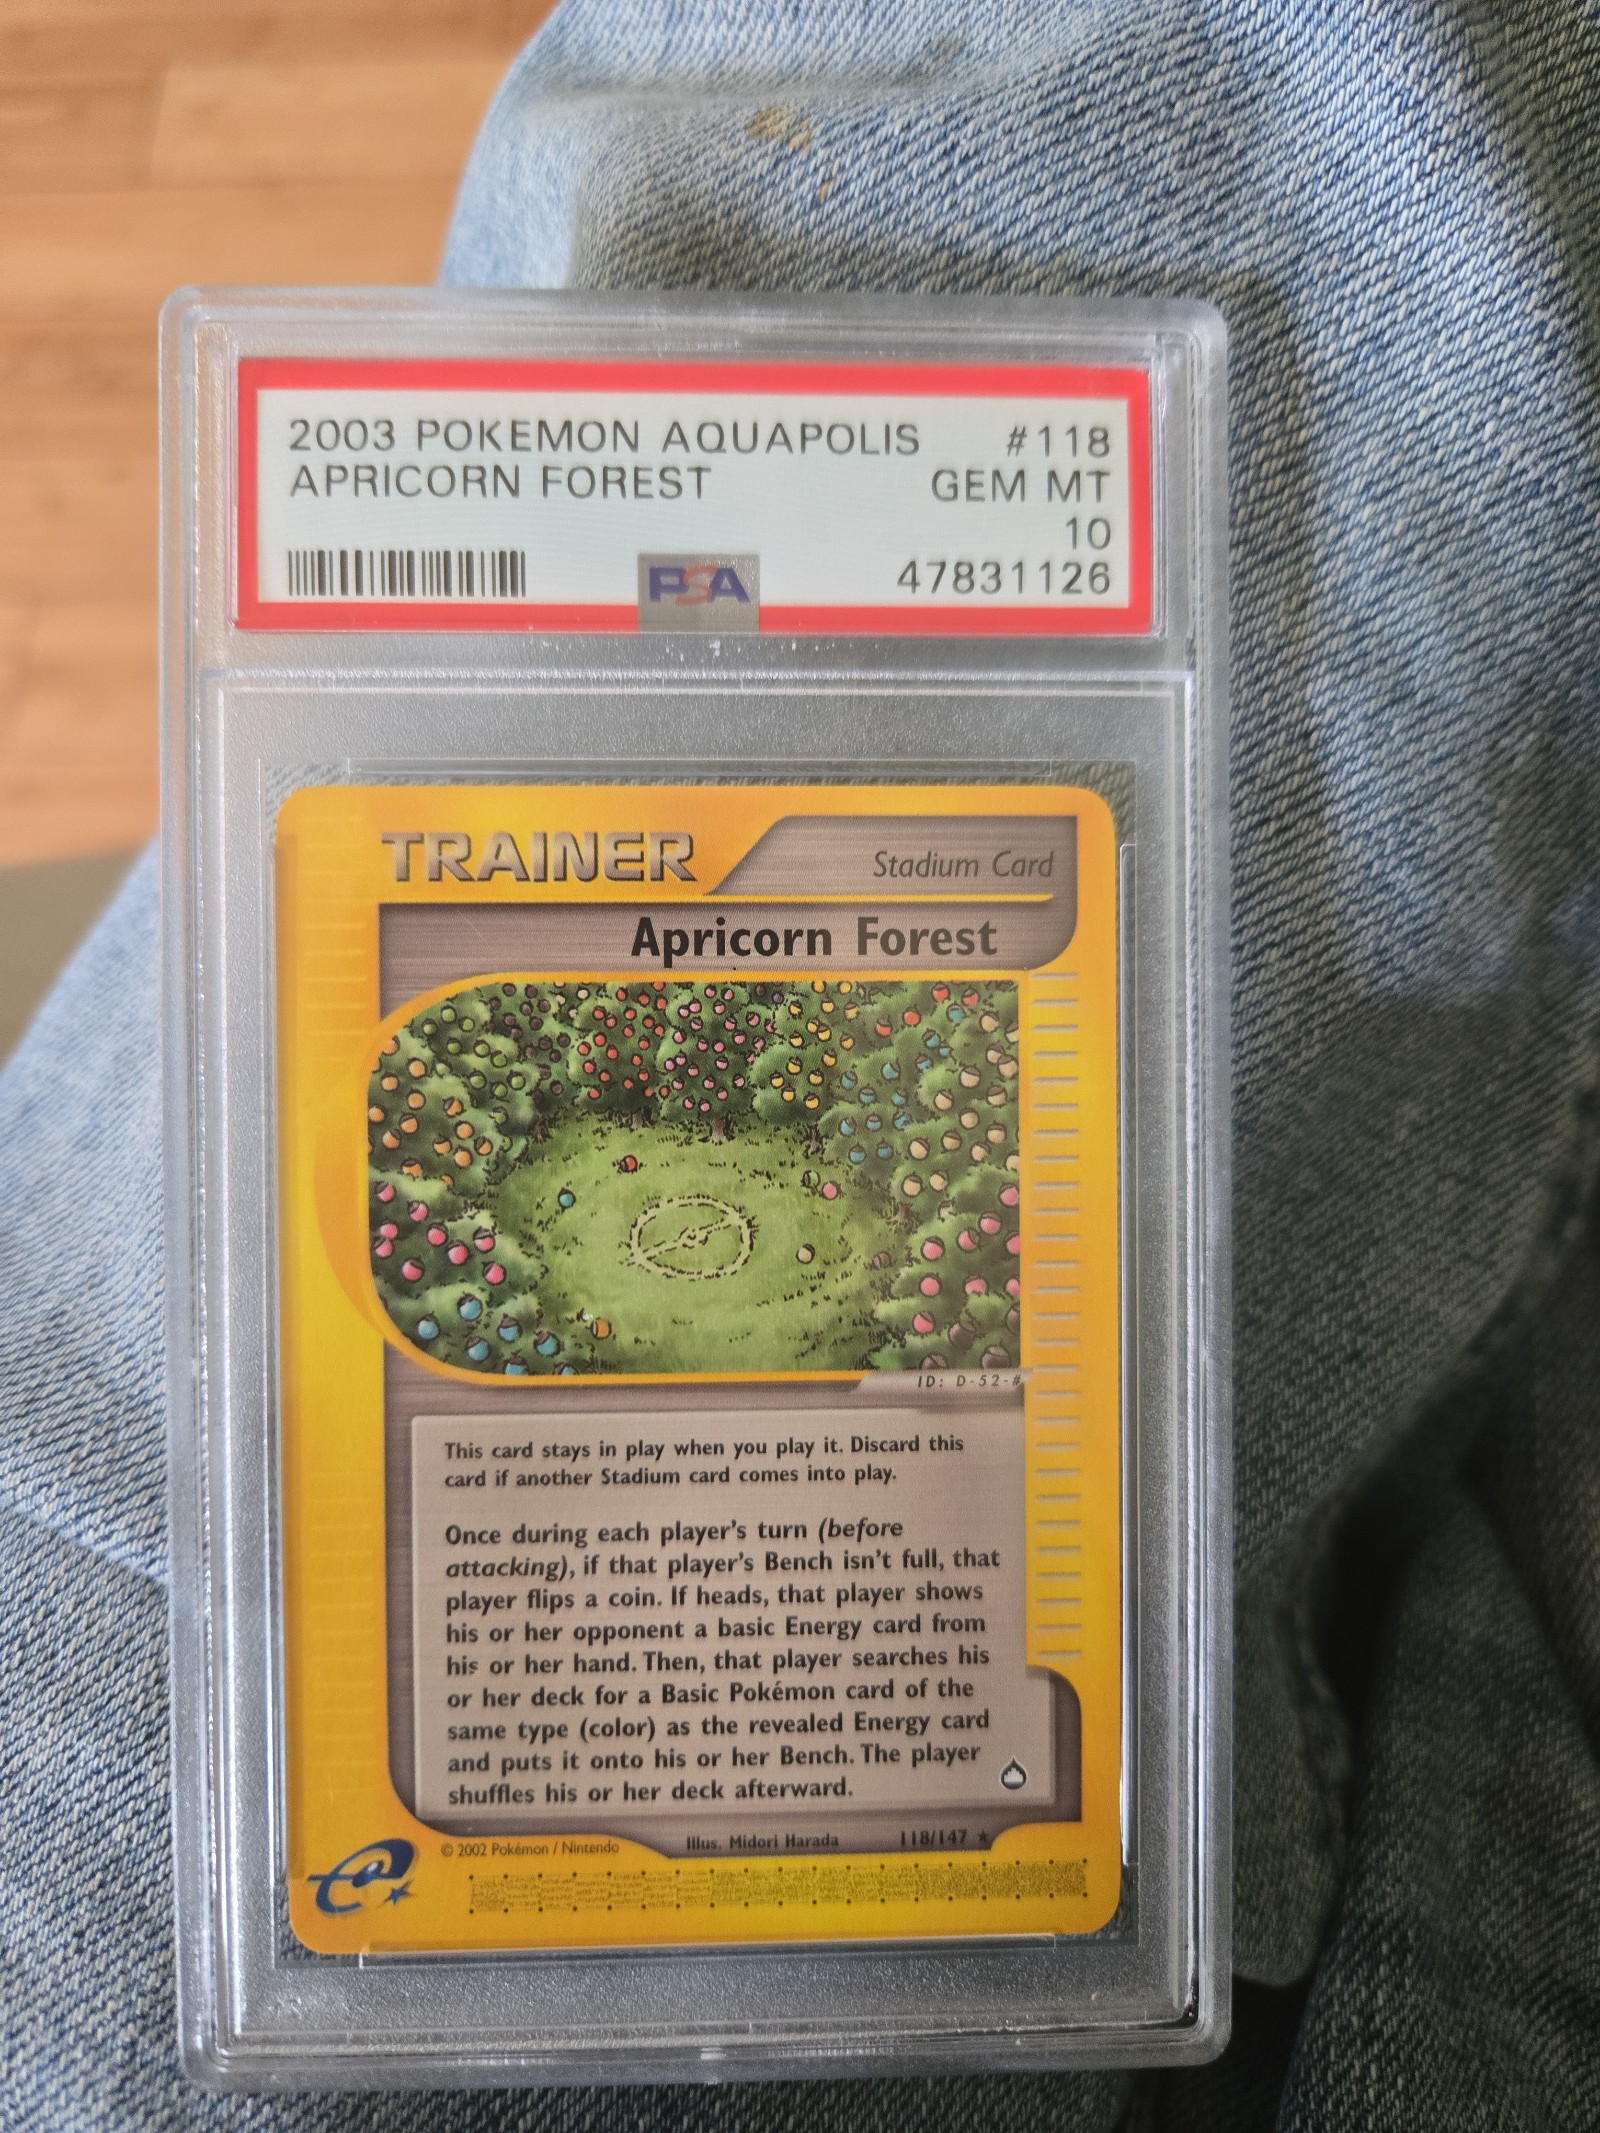 2003 POKEMON AQUAPOLIS #118
APRICORN FOREST GEM MT
10
PSA 47831126
TRAINER Stadium Card
Apricorn Forest
ID: D-52-#
This card stays in play when you play it. Discard this
card if another Stadium card comes into play.
Once during each player's turn (before
attacking), if that player's Bench isn't full, that
player flips a coin. If heads, that player shows
his or her opponent a basic Energy card from
his or her hand. Then, that player searches his
or her deck for a Basic Pokémon card of the
same type (color) as the revealed Energy card
and puts it onto his or her Bench. The player
shuffles his or her deck afterward.
© 2002 Pokémon / Nintendo Illus. Midori Harada 118/147 ★
e